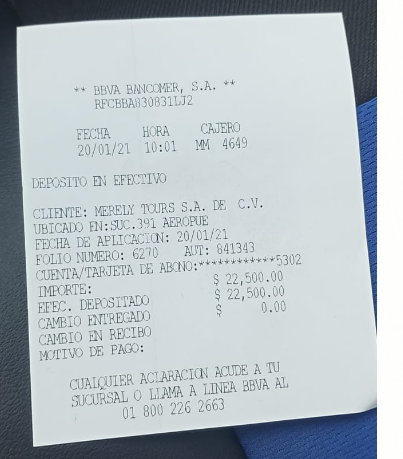 ** BBVA BANCOMER, S.A. **
RFCBBA830831LJ2
FECHA HORA CAJERO
20/01/21 10:01 MM 4649
DEPOSITO EN EFECTIVO
CLIENTE: MERELY TOURS S.A. DE C.V.
UBICADO EN:SUC.391 AEROPUE
FECHA DE APLICACION: 20/01/21
FOLIO NUMERO: 6270 AUT: 841343
CUENTA/TARJETA DE ABONO:************5302
IMPORTE: $ 22,500.00
EFEC. DEPOSITADO $ 22,500.00
CAMBIO ENTREGADO $ 0.00
CAMBIO EN RECIBO
MOTIVO DE PAGO:
CUALQUIER ACLARACION ACUDE A TU
SUCURSAL O LLAMA A LINEA BBVA AL
01 800 226 2663